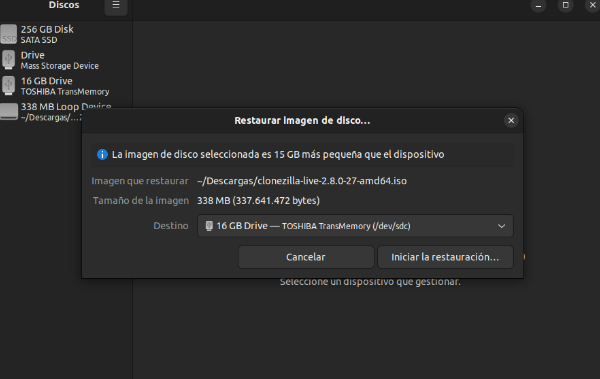 Discos
256 GB Disk
SATA SSD
Drive
Mass Storage Device
16 GB Drive
TOSHIBA TransMemory
338 MB Loop Device
~/Descargas/…2
Restaurar imagen de disco…
La imagen de disco seleccionada es 15 GB más pequeña que el dispositivo
Imagen que restaurar ~/Descargas/clonezilla-live-2.8.0-27-amd64.iso
Tamaño de la imagen 338 MB (337.641.472 bytes)
Destino 16 GB Drive — TOSHIBA TransMemory (/dev/sdc)
Cancelar Iniciar la restauración…
Seleccione un dispositivo que gestionar.